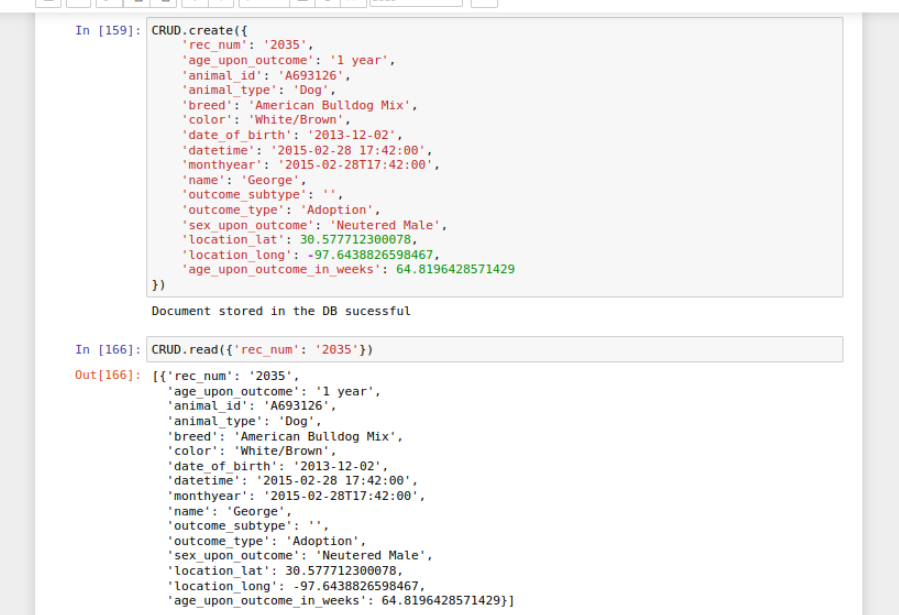 In [159]: CRUD.create({
'rec_num': '2035',
'age_upon_outcome': '1 year',
'animal_id': 'A693126',
'animal_type': 'Dog',
'breed': 'American Bulldog Mix',
'color': 'White/Brown',
'date_of_birth': '2013-12-02',
'datetime': '2015-02-28 17:42:00',
'monthyear': '2015-02-28T17:42:00',
'name': 'George',
'outcome_subtype': '',
'outcome_type': 'Adoption',
'sex_upon_outcome': 'Neutered Male',
'location_lat': 30.577712300078,
'location_long': -97.6438826598467,
'age_upon_outcome_in_weeks': 64.8196428571429
})
Document stored in the DB sucessful
In [166]: CRUD.read({'rec_num': '2035'})
Out[166]: [{'rec_num': '2035',
'age_upon_outcome': '1 year',
'animal_id': 'A693126',
'animal_type': 'Dog',
'breed': 'American Bulldog Mix',
'color': 'White/Brown',
'date_of_birth': '2013-12-02',
'datetime': '2015-02-28 17:42:00',
'monthyear': '2015-02-28T17:42:00',
'name': 'George',
'outcome_subtype': '',
'outcome_type': 'Adoption',
'sex_upon_outcome': 'Neutered Male',
'location_lat': 30.577712300078,
'location_long': -97.6438826598467,
'age_upon_outcome_in_weeks': 64.8196428571429}]